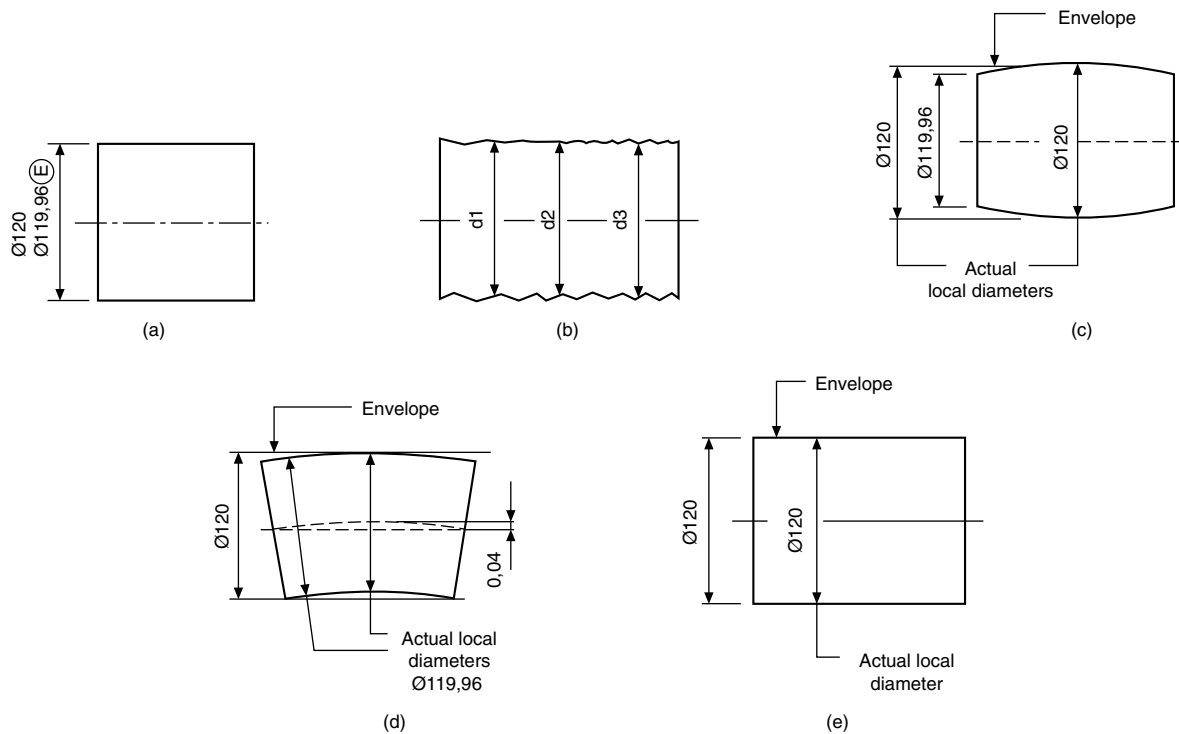 Ø120
Ø119,96 Ⓔ
(a)
d1
d2
d3
(b)
Envelope
Ø120
Ø119,96
Ø120
Actual
local diameters
(c)
Envelope
Ø120
0,04
Actual local
diameters
Ø119,96
(d)
Envelope
Ø120
Ø120
Actual local
diameter
(e)